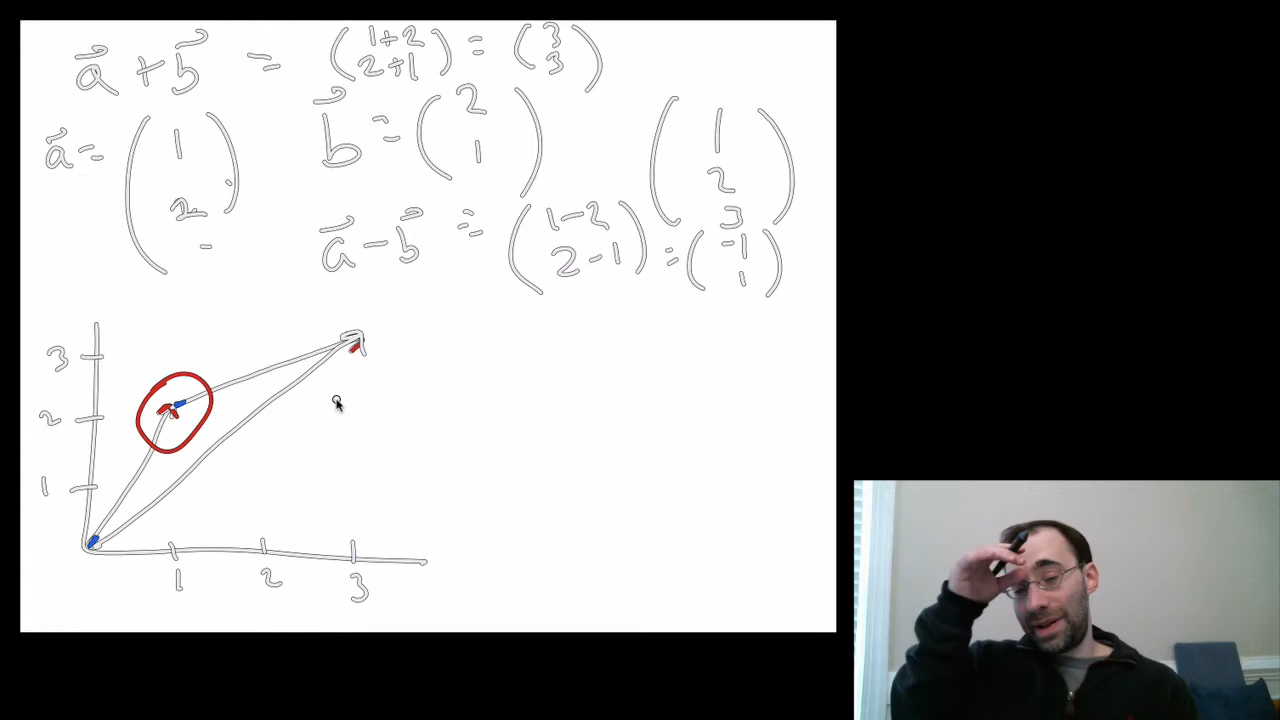 a⃗ + b⃗ = (1+2 2+1) = (3 3)
a⃗ = (1 2) b⃗ = (2 1) (1 2 3)
a⃗ − b⃗ = (1−2 2−1) = (−1 1)
3
2
1
1 2 3